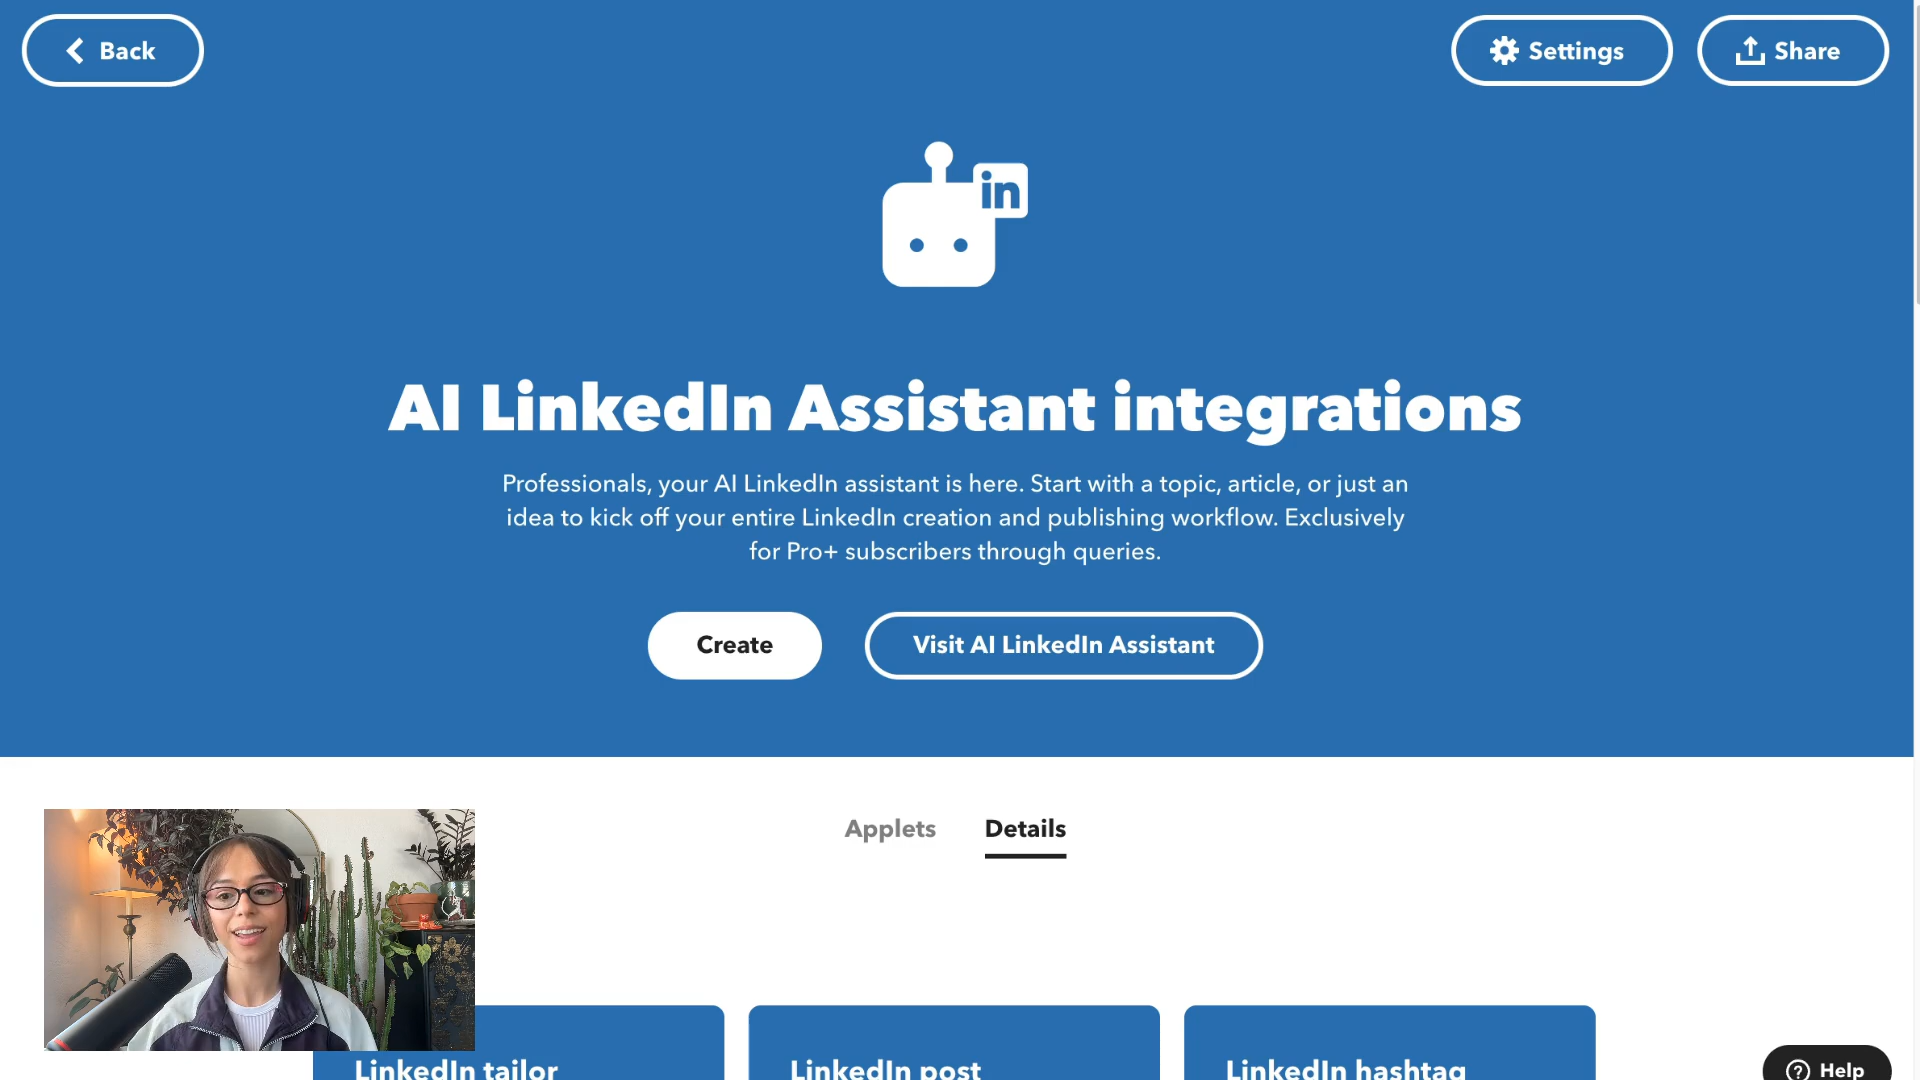 Back
Settings
Share
in
AI LinkedIn Assistant integrations
Professionals, your AI LinkedIn assistant is here. Start with a topic, article, or just an
idea to kick off your entire LinkedIn creation and publishing workflow. Exclusively
for Pro+ subscribers through queries.
Create
Visit AI LinkedIn Assistant
Applets
Details
LinkedIn tailor
LinkedIn post
LinkedIn hashtag
? Help